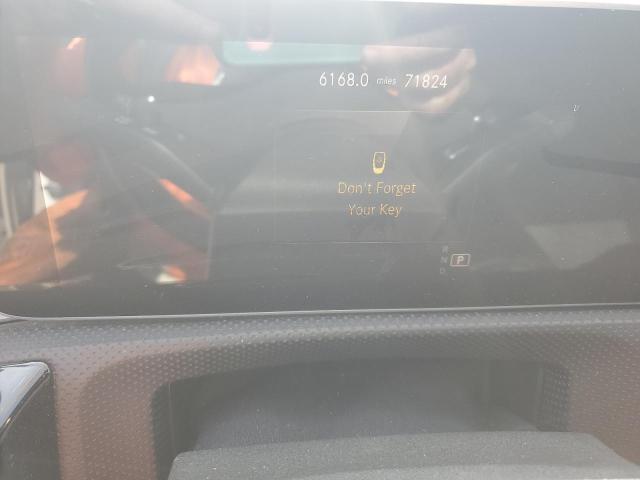 6168.0 miles 71824
Don't Forget
Your Key
R
N P
D